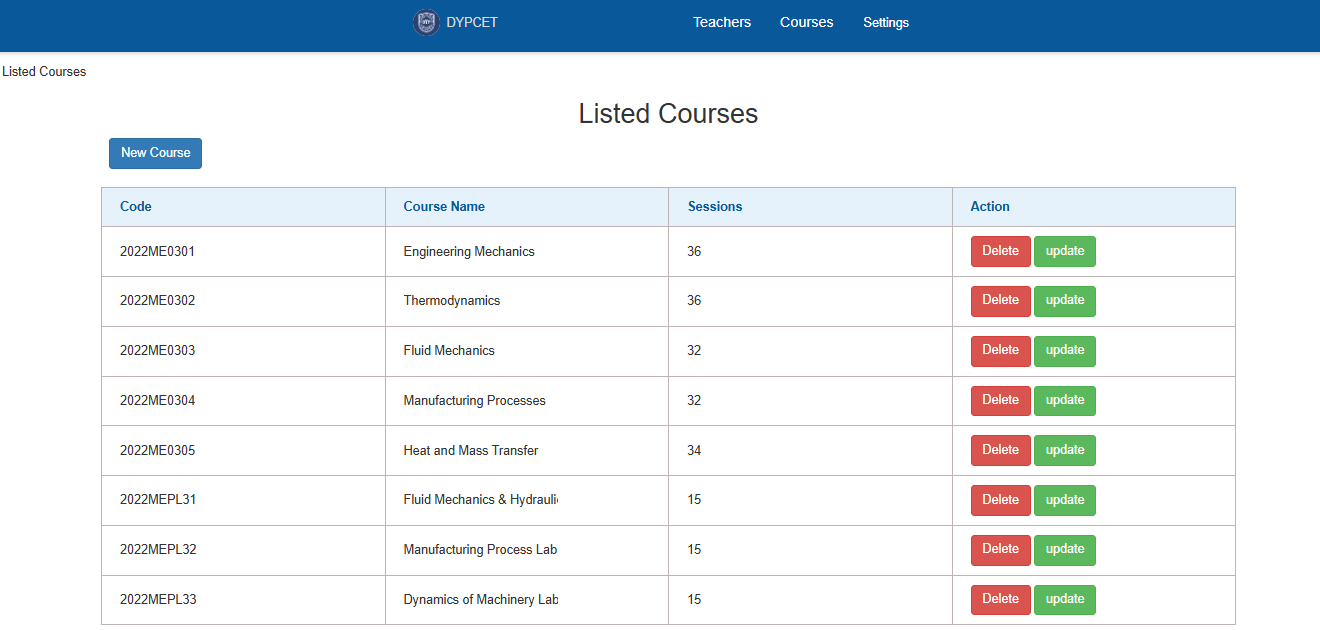 DYPCET Teachers Courses Settings
Listed Courses
Listed Courses
New Course
Code Course Name Sessions Action
2022ME0301 Engineering Mechanics 36 Delete update
2022ME0302 Thermodynamics 36 Delete update
2022ME0303 Fluid Mechanics 32 Delete update
2022ME0304 Manufacturing Processes 32 Delete update
2022ME0305 Heat and Mass Transfer 34 Delete update
2022MEPL31 Fluid Mechanics & Hydrauli 15 Delete update
2022MEPL32 Manufacturing Process Lab 15 Delete update
2022MEPL33 Dynamics of Machinery Lab 15 Delete update